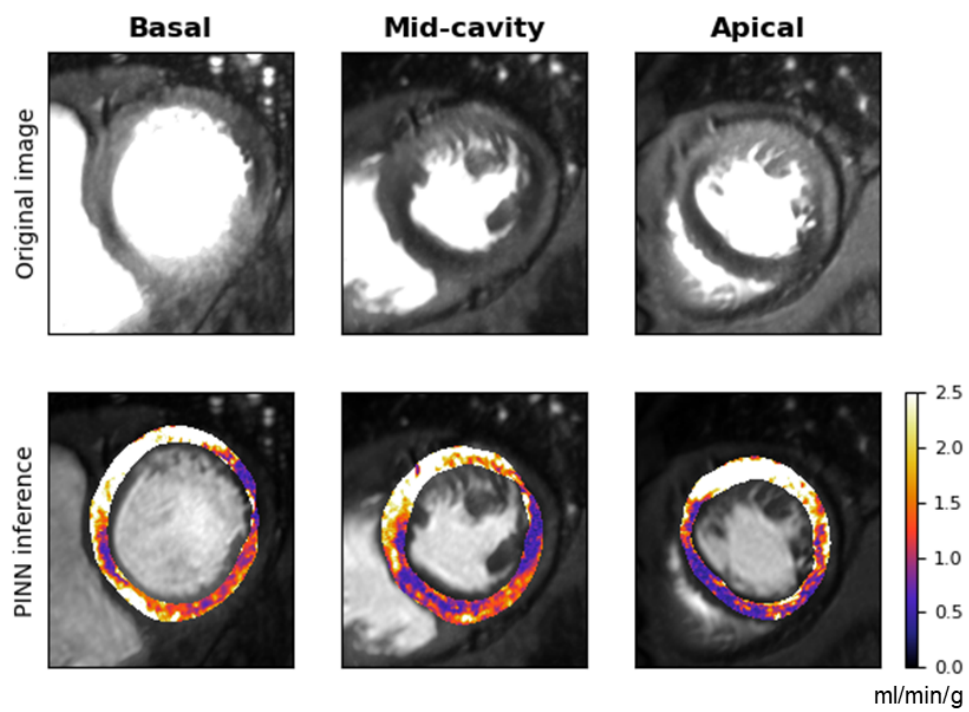 Basal
Mid-cavity
Apical
Original image
PINN inference
2.5
2.0
1.5
1.0
0.5
0.0
ml/min/g